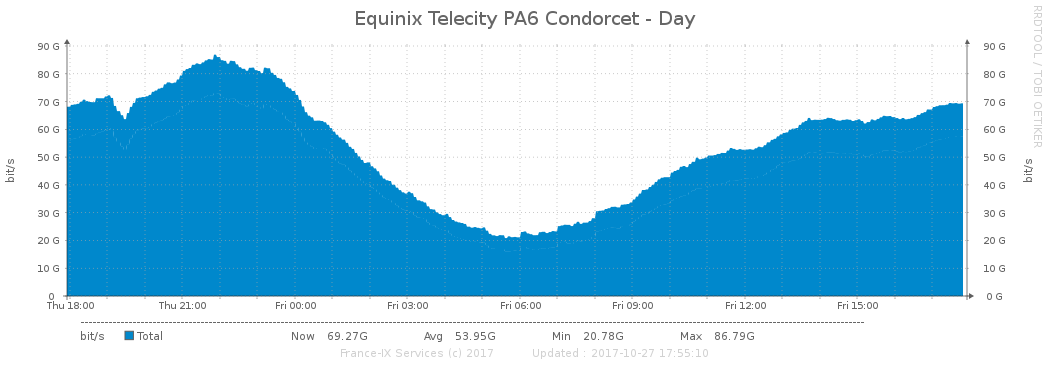 Equinix Telecity PA6 Condorcet - Day
RRDTOOL / TOBI OETIKER
bit/s
90 G 90 G
80 G 80 G
70 G 70 G
60 G 60 G
50 G 50 G
40 G 40 G
30 G 30 G
20 G 20 G
10 G 10 G
0 0 G
bit/s
Thu 18:00 Thu 21:00 Fri 00:00 Fri 03:00 Fri 06:00 Fri 09:00 Fri 12:00 Fri 15:00
bit/s Total Now 69.27G Avg 53.95G Min 20.78G Max 86.79G
France-IX Services (c) 2017 Updated : 2017-10-27 17:55:10